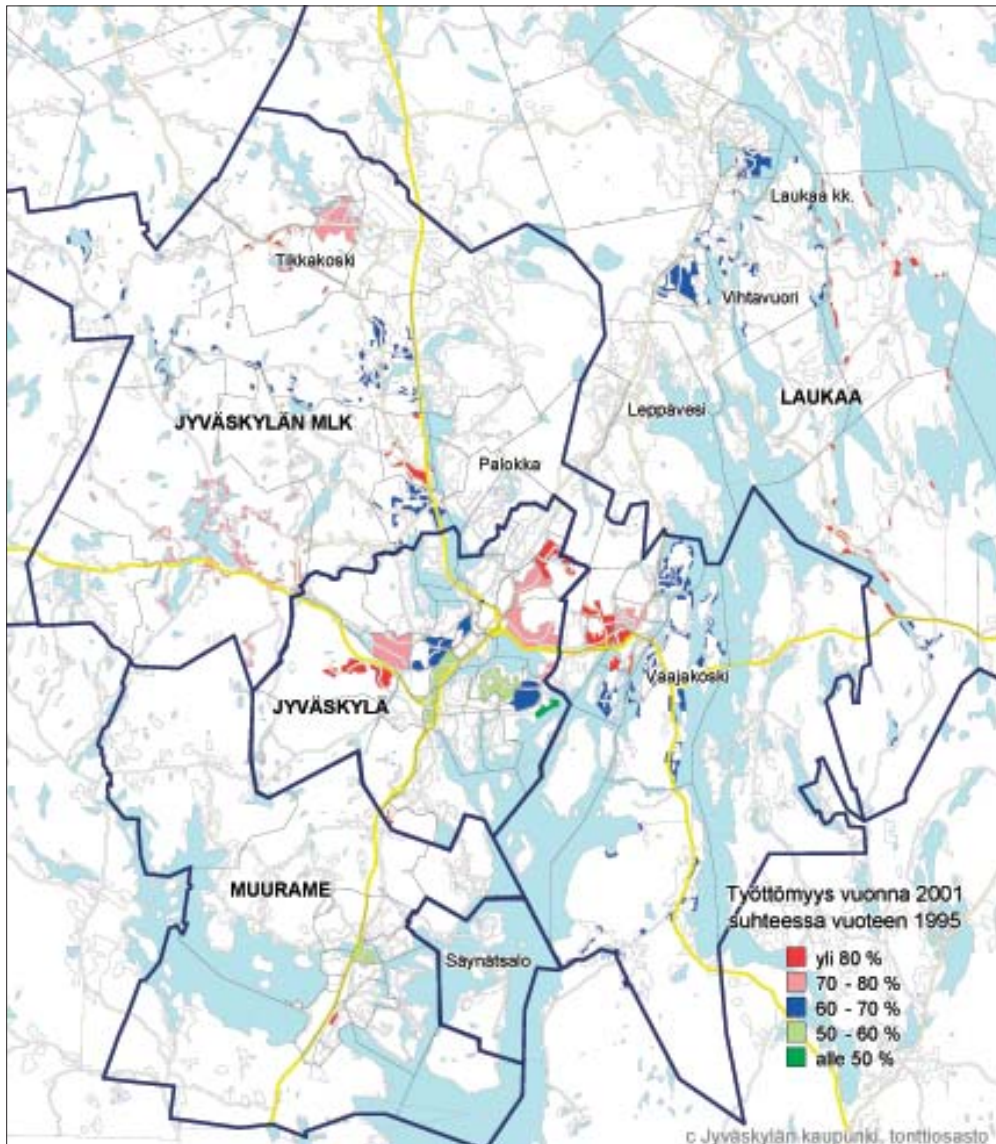 Laukaa kk.
Tikkakoski
Vihtavuori
LAUKAA
Leppävesi
JYVÄSKYLÄN MLK
Palokka
Vaajakoski
JYVÄSKYLÄ
MUURAME
Säynätsalo
Työttömyys vuonna 2001
suhteessa vuoteen 1995
yli 80 %
70 - 80 %
60 - 70 %
50 - 60 %
alle 50 %
c Jyväskylän kaupunki, tonttiosasto